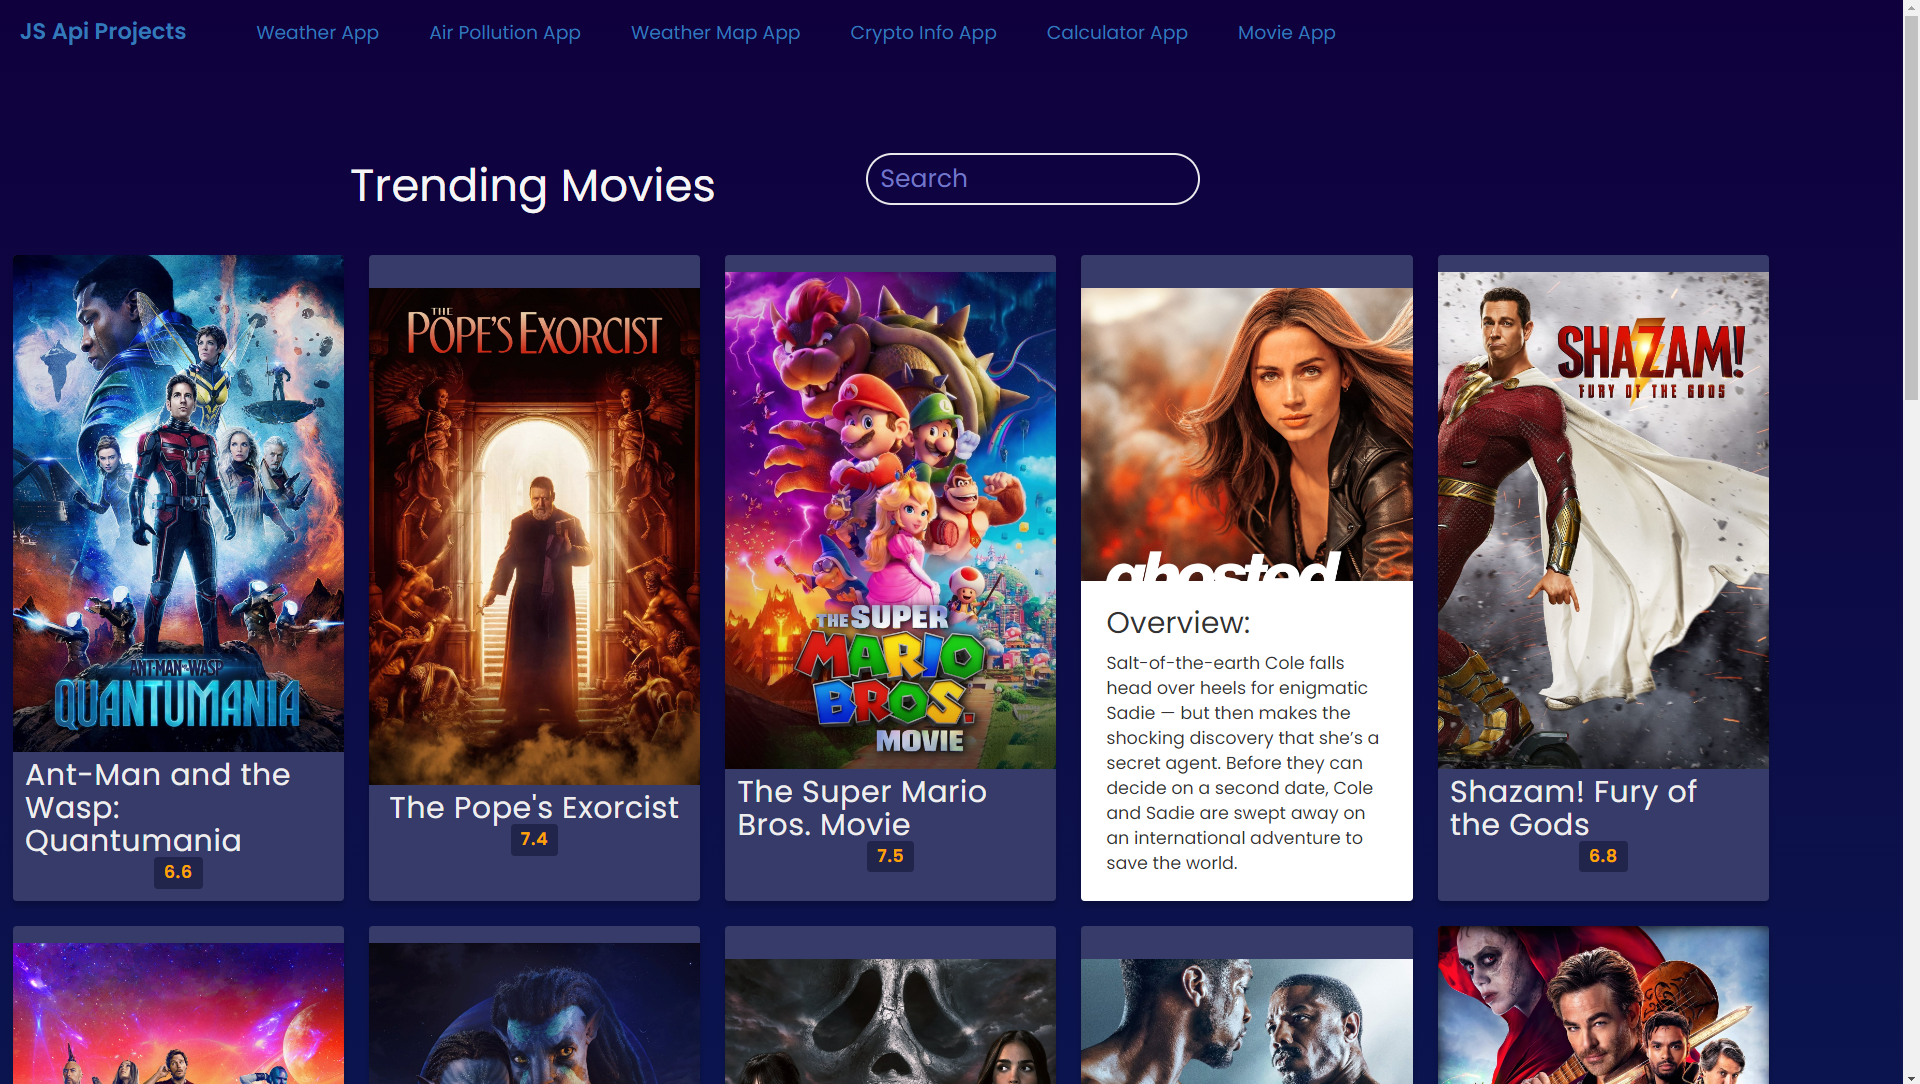 JS Api Projects
Weather App
Air Pollution App
Weather Map App
Crypto Info App
Calculator App
Movie App
Trending Movies
Search
ANT-MAN AND THE WASP
QUANTUMANIA
Ant-Man and the
Wasp:
Quantumania
6.6
THE
POPE'S EXORCIST
The Pope's Exorcist
7.4
THE SUPER
MARIO
BROS.
MOVIE
The Super Mario
Bros. Movie
7.5
ghosted
Overview:
Salt-of-the-earth Cole falls
head over heels for enigmatic
Sadie — but then makes the
shocking discovery that she’s a
secret agent. Before they can
decide on a second date, Cole
and Sadie are swept away on
an international adventure to
save the world.
SHAZAM!
FURY OF THE GODS
Shazam! Fury of
the Gods
6.8